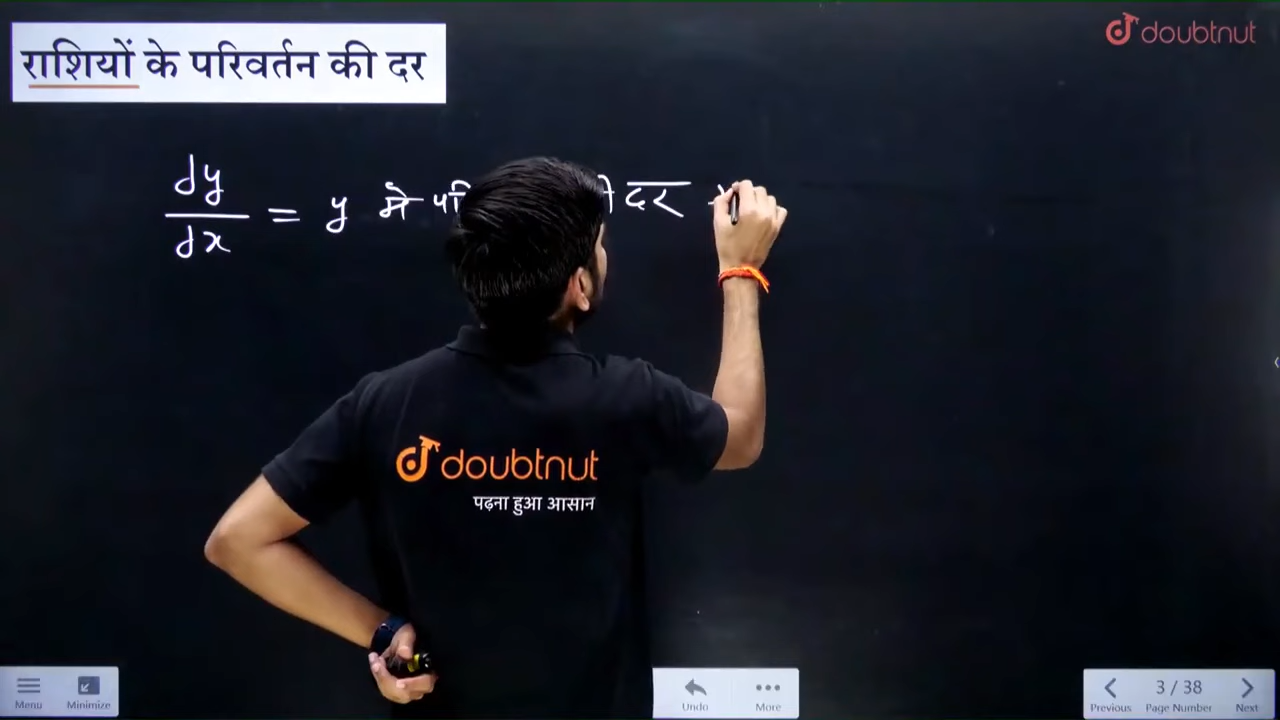 राशियों के परिवर्तन की दर
doubtnut
dy/dx = y मे दर
doubtnut
पढ़ना हुआ आसान
Menu
Minimize
Undo
More
Previous
3 / 38
Page Number
Next